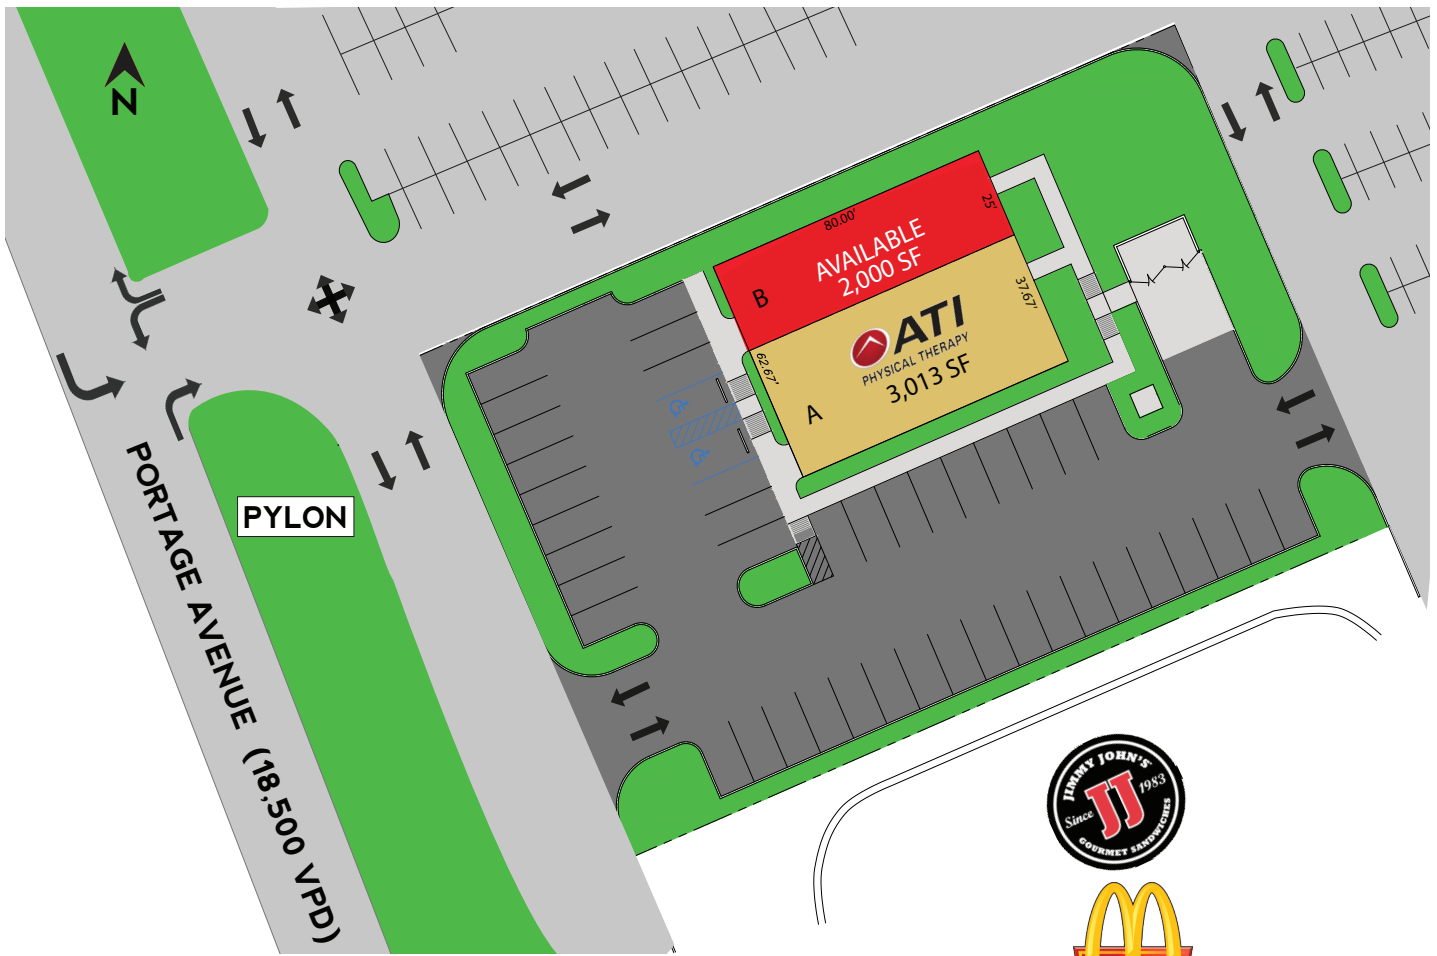 N
80.00'
25'
AVAILABLE
2,000 SF
B
37.67'
62.67'
ATI
PHYSICAL THERAPY
3,013 SF
A
PYLON
PORTAGE AVENUE (18,500 VPD)
JIMMY JOHN'S
Since 1983
JJ
GOURMET SANDWICHES